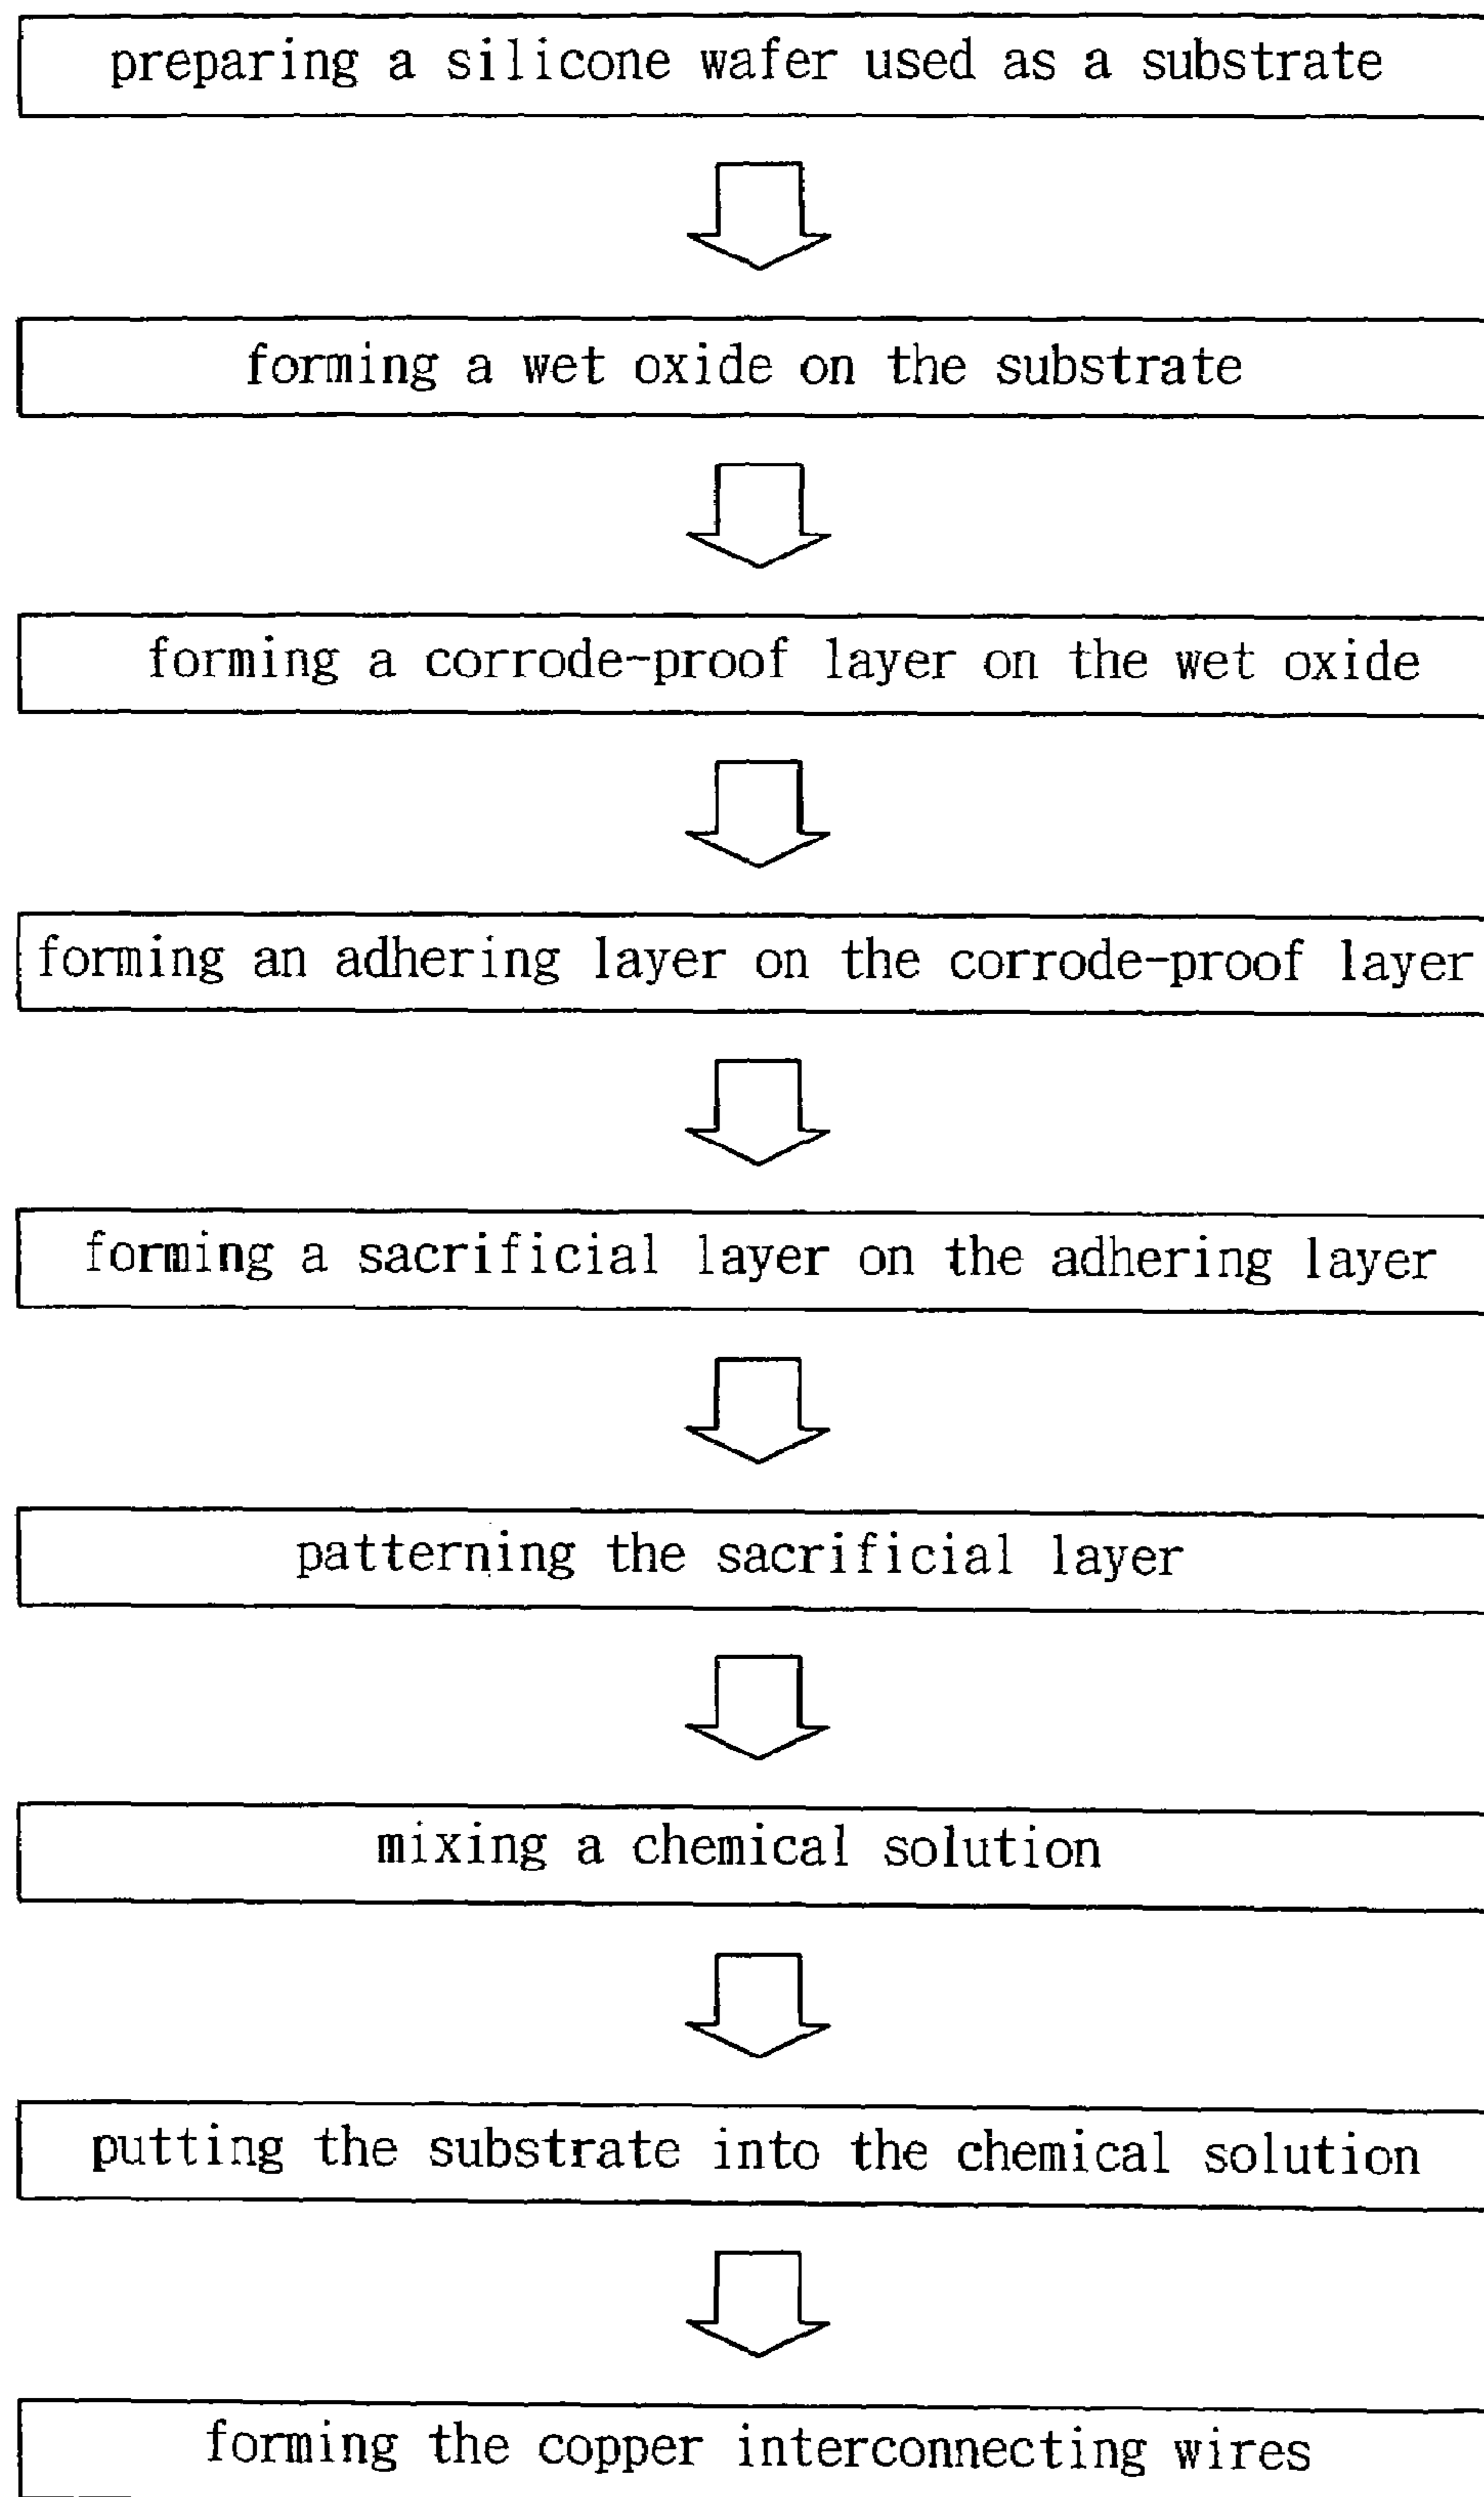 preparing a silicone wafer used as a substrate
forming a wet oxide on the substrate
forming a corrode-proof layer on the wet oxide
forming an adhering layer on the corrode-proof layer
forming a sacrificial layer on the adhering layer
patterning the sacrificial layer
mixing a chemical solution
putting the substrate into the chemical solution
forming the copper interconnecting wires